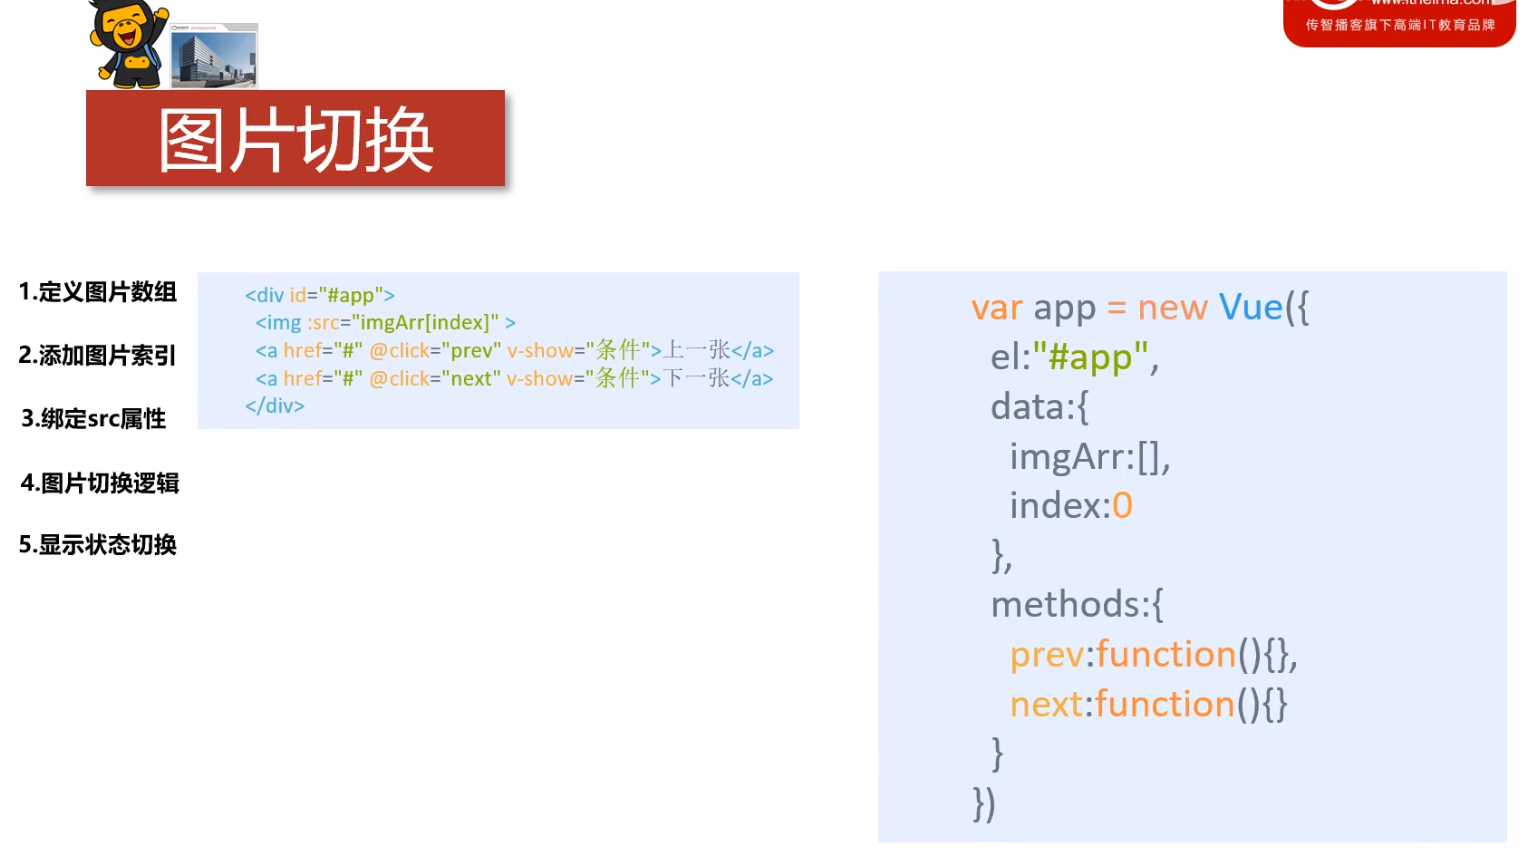 www.itheima.com
传智播客旗下高端IT教育品牌
图片切换
1.定义图片数组
2.添加图片索引
3.绑定src属性
4.图片切换逻辑
5.显示状态切换
<div id="#app">
<img :src="imgArr[index]" >
<a href="#" @click="prev" v-show="条件">上一张</a>
<a href="#" @click="next" v-show="条件">下一张</a>
</div>
var app = new Vue({
el:"#app",
data:{
imgArr:[],
index:0
},
methods:{
prev:function(){},
next:function(){}
}
})